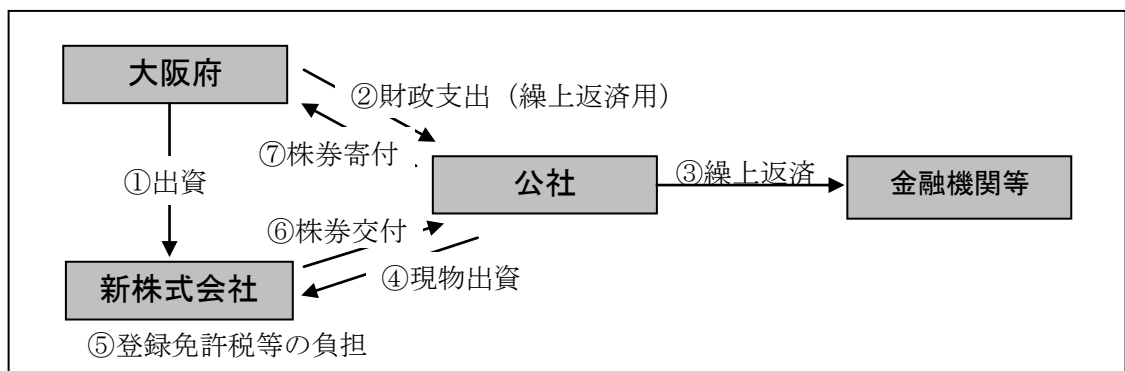 大阪府
②財政支出（繰上返済用）
⑦株券寄付
①出資
公社
③繰上返済
金融機関等
⑥株券交付
新株式会社
④現物出資
⑤登録免許税等の負担